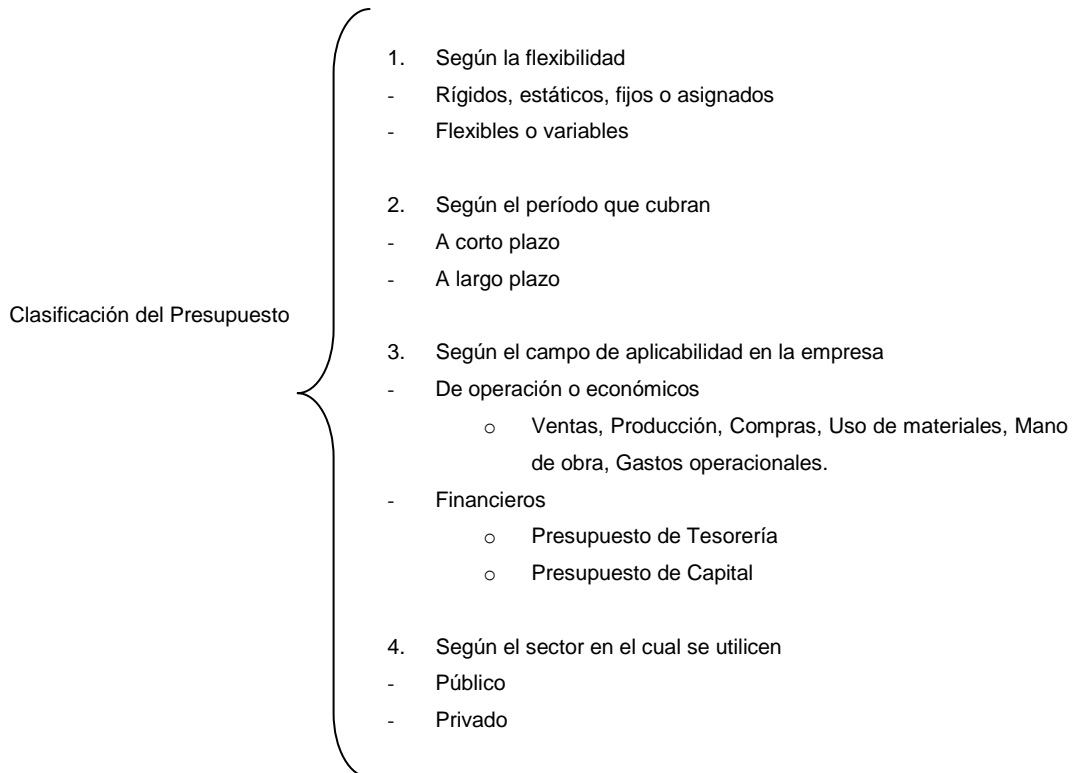 Clasificación del Presupuesto
1. Según la flexibilidad
- Rígidos, estáticos, fijos o asignados
- Flexibles o variables
2. Según el período que cubran
- A corto plazo
- A largo plazo
3. Según el campo de aplicabilidad en la empresa
- De operación o económicos
o Ventas, Producción, Compras, Uso de materiales, Mano
de obra, Gastos operacionales.
- Financieros
o Presupuesto de Tesorería
o Presupuesto de Capital
4. Según el sector en el cual se utilicen
- Público
- Privado